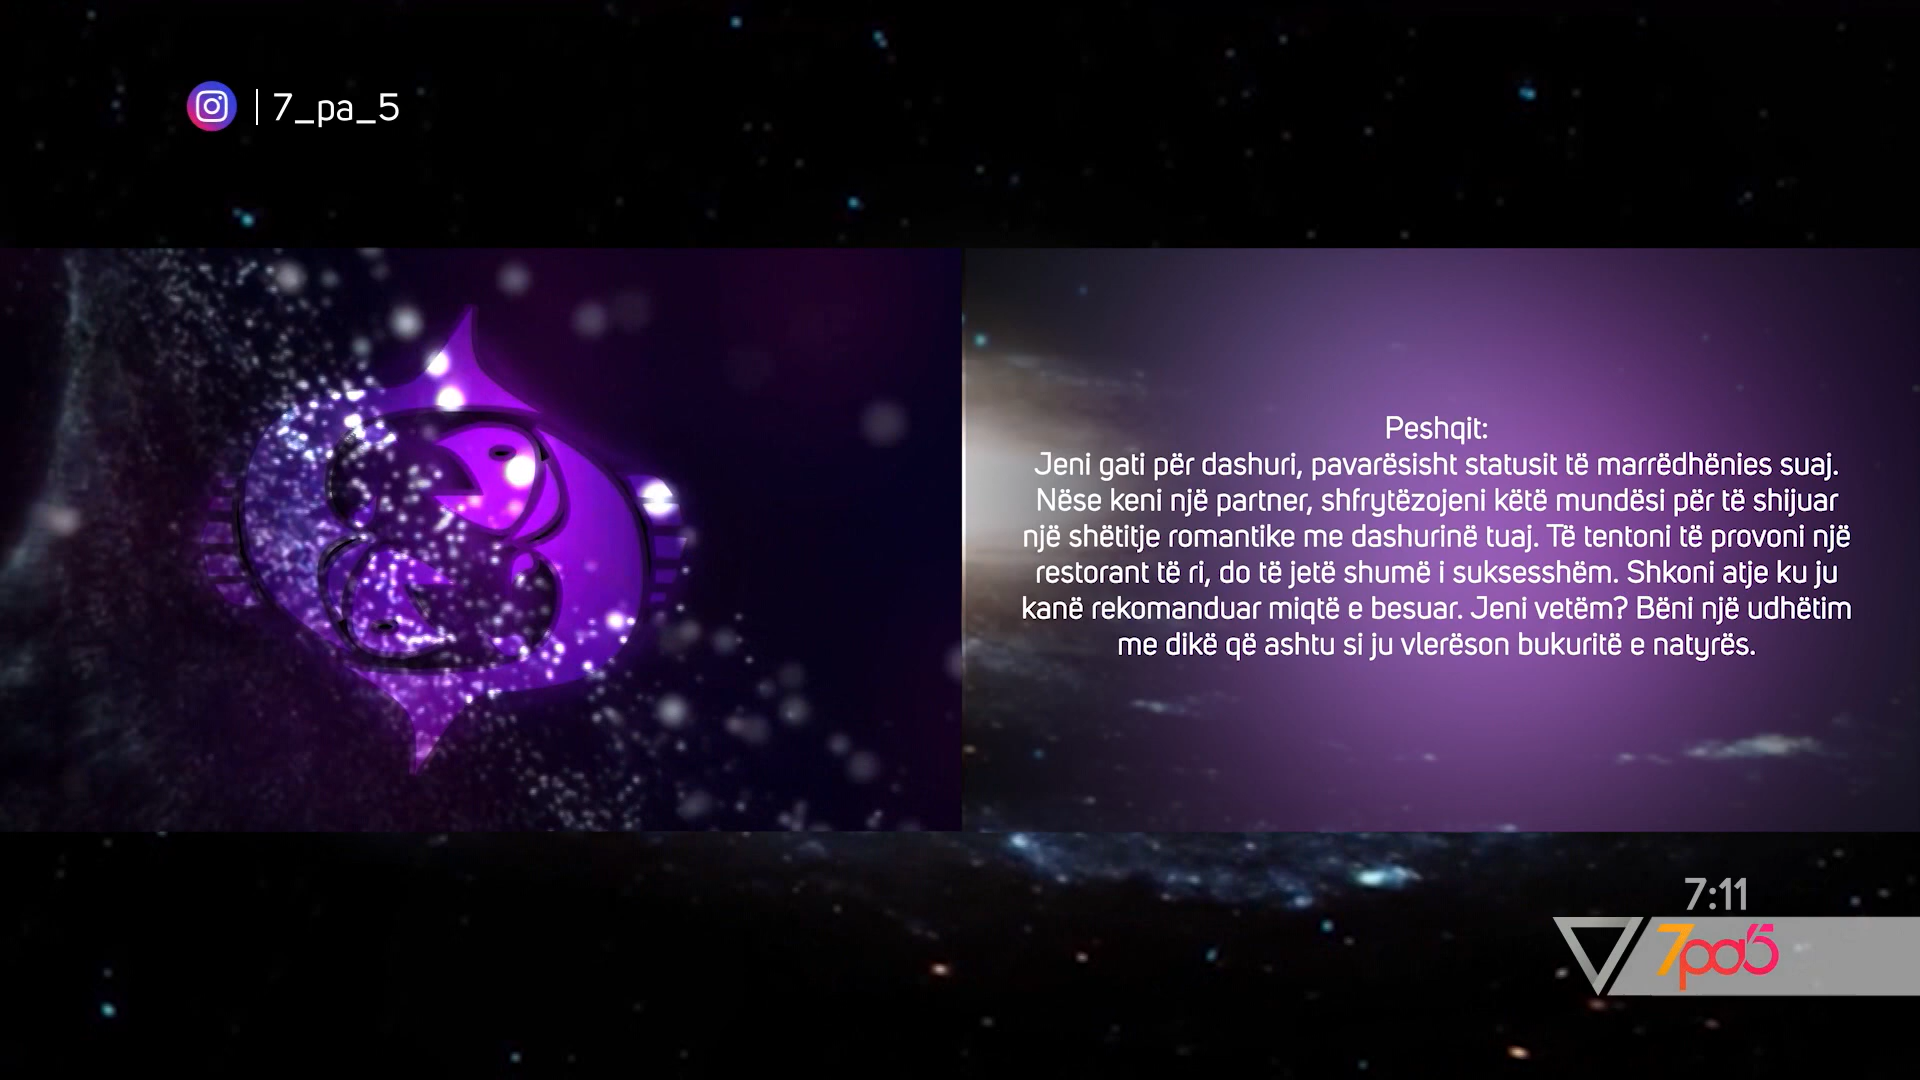 7_pa_5
Peshqit:
Jeni gati për dashuri, pavarësisht statusit të marrëdhënies suaj.
Nëse keni një partner, shfrytëzojeni këtë mundësi për të shijuar
një shëtitje romantike me dashurinë tuaj. Të tentoni të provoni një
restorant të ri, do të jetë shumë i suksesshëm. Shkoni atje ku ju
kanë rekomanduar miqtë e besuar. Jeni vetëm? Bëni një udhëtim
me dikë që ashtu si ju vlerëson bukuritë e natyrës.
7:11
7pa5